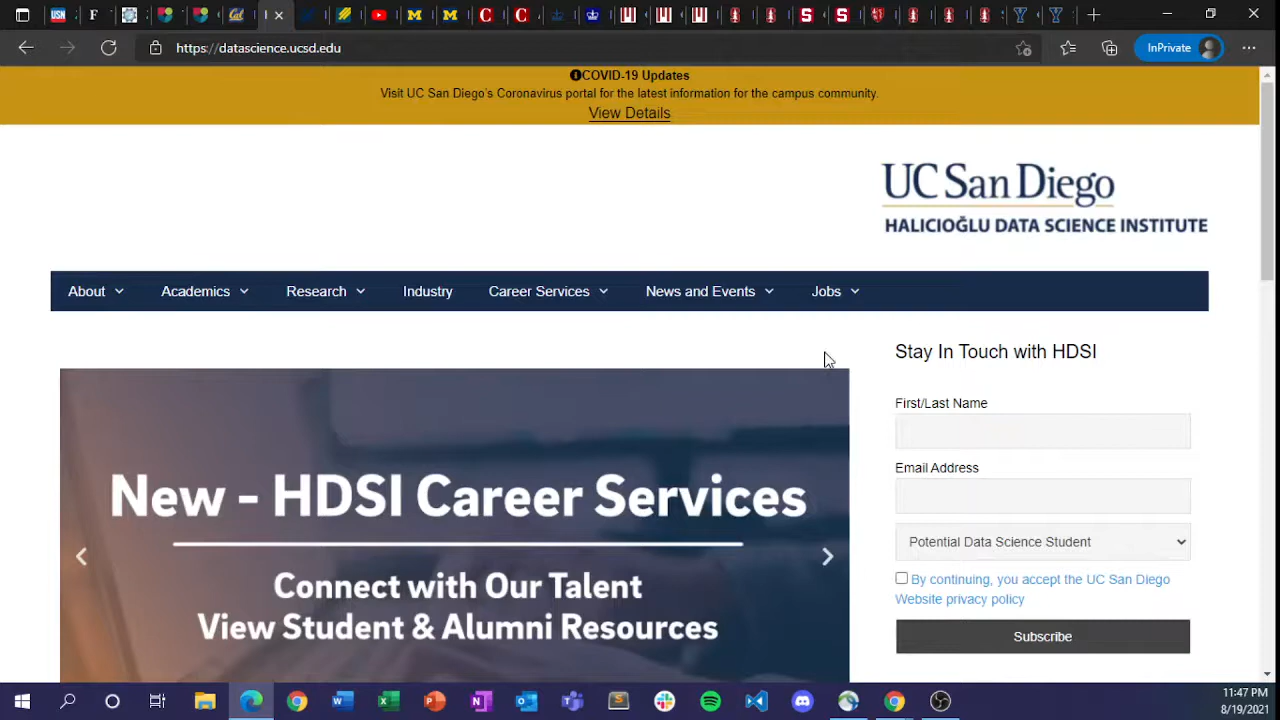 https://datascience.ucsd.edu
InPrivate
COVID-19 Updates
Visit UC San Diego's Coronavirus portal for the latest information for the campus community.
View Details
UC San Diego
HALICIOĞLU DATA SCIENCE INSTITUTE
About
Academics
Research
Industry
Career Services
News and Events
Jobs
Stay In Touch with HDSI
First/Last Name
Email Address
Potential Data Science Student
By continuing, you accept the UC San Diego
Website privacy policy
Subscribe
New - HDSI Career Services
Connect with Our Talent
View Student & Alumni Resources
11:47 PM
8/19/2021